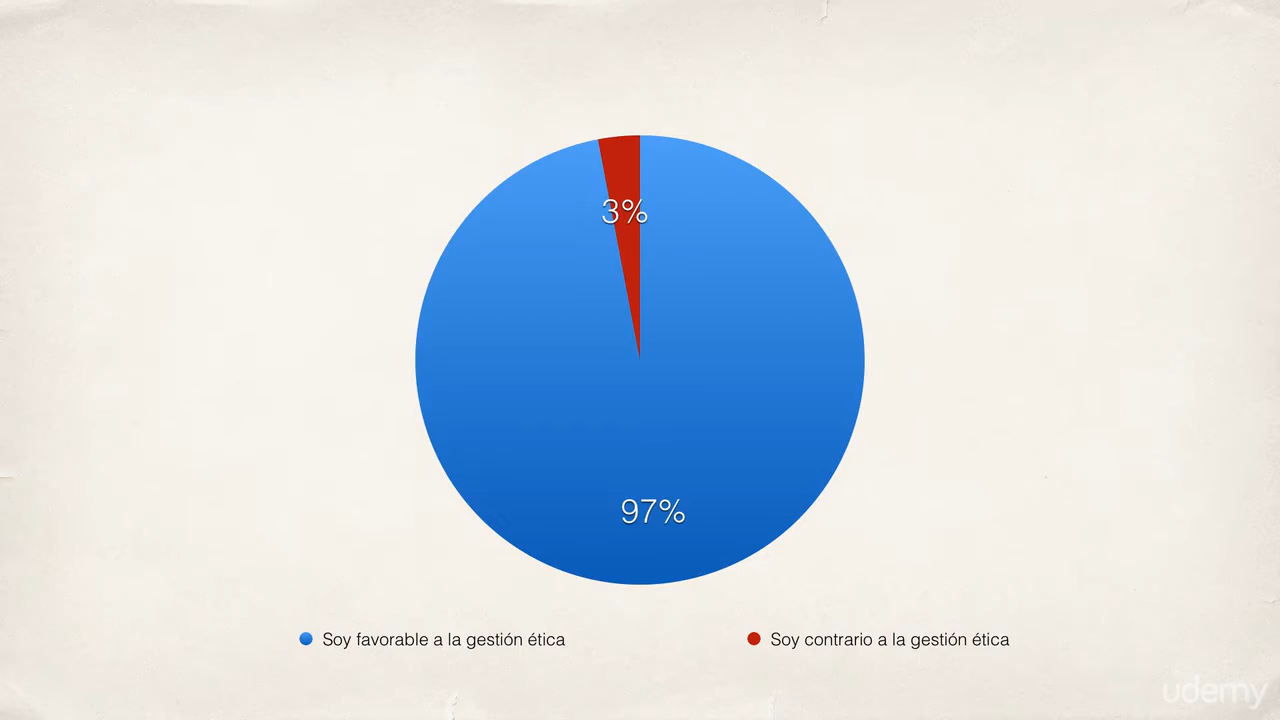 3%
97%
Soy favorable a la gestión ética
Soy contrario a la gestión ética
udemy